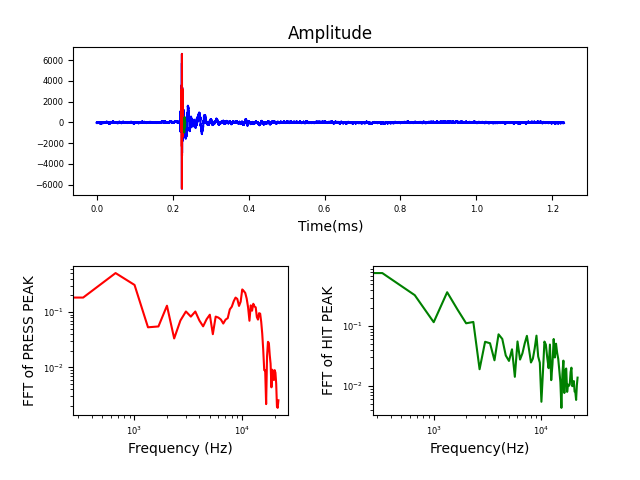 Amplitude
6000
4000
2000
0
−2000
−4000
−6000
0.0 0.2 0.4 0.6 0.8 1.0 1.2
Time(ms)
FFT of PRESS PEAK
10⁻¹
10⁻²
10³ 10⁴
Frequency (Hz)
FFT of HIT PEAK
10⁻¹
10⁻²
10³ 10⁴
Frequency(Hz)